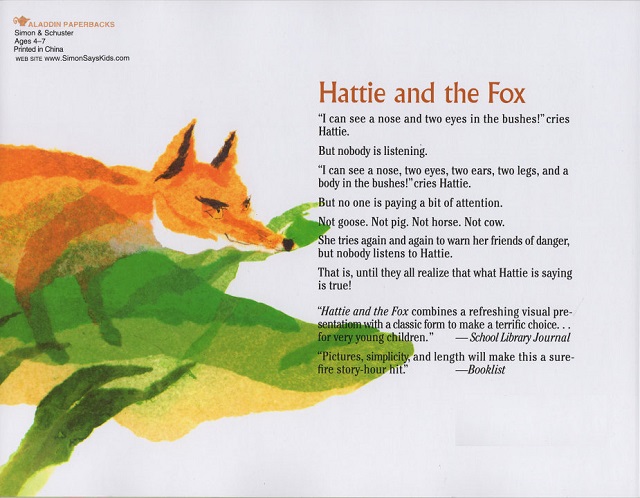 ALADDIN PAPERBACKS
Simon & Schuster
Ages 4–7
Printed in China
WEB SITE www.SimonSaysKids.com
Hattie and the Fox
“I can see a nose and two eyes in the bushes!” cries
Hattie.
But nobody is listening.
“I can see a nose, two eyes, two ears, two legs, and a
body in the bushes!” cries Hattie.
But no one is paying a bit of attention.
Not goose. Not pig. Not horse. Not cow.
She tries again and again to warn her friends of danger,
but nobody listens to Hattie.
That is, until they all realize that what Hattie is saying
is true!
“Hattie and the Fox combines a refreshing visual pre-
sentatiom with a classic form to make a terrific choice. . .
for very young children.” —School Library Journal
“Pictures, simplicity, and length will make this a sure-
fire story-hour hit.” —Booklist